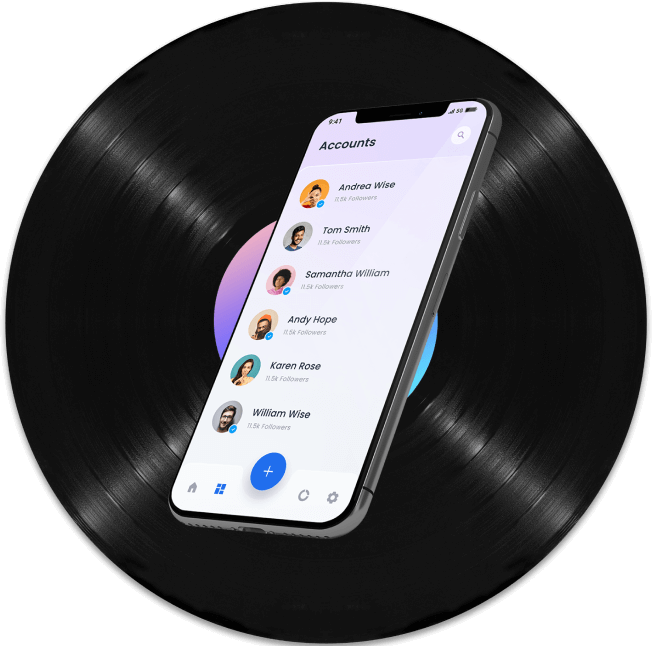 9:41
5G
Accounts
Andrea Wise
11.5k Followers
Tom Smith
11.5k Followers
Samantha William
11.5k Followers
Andy Hope
11.5k Followers
Karen Rose
11.5k Followers
William Wise
11.5k Followers